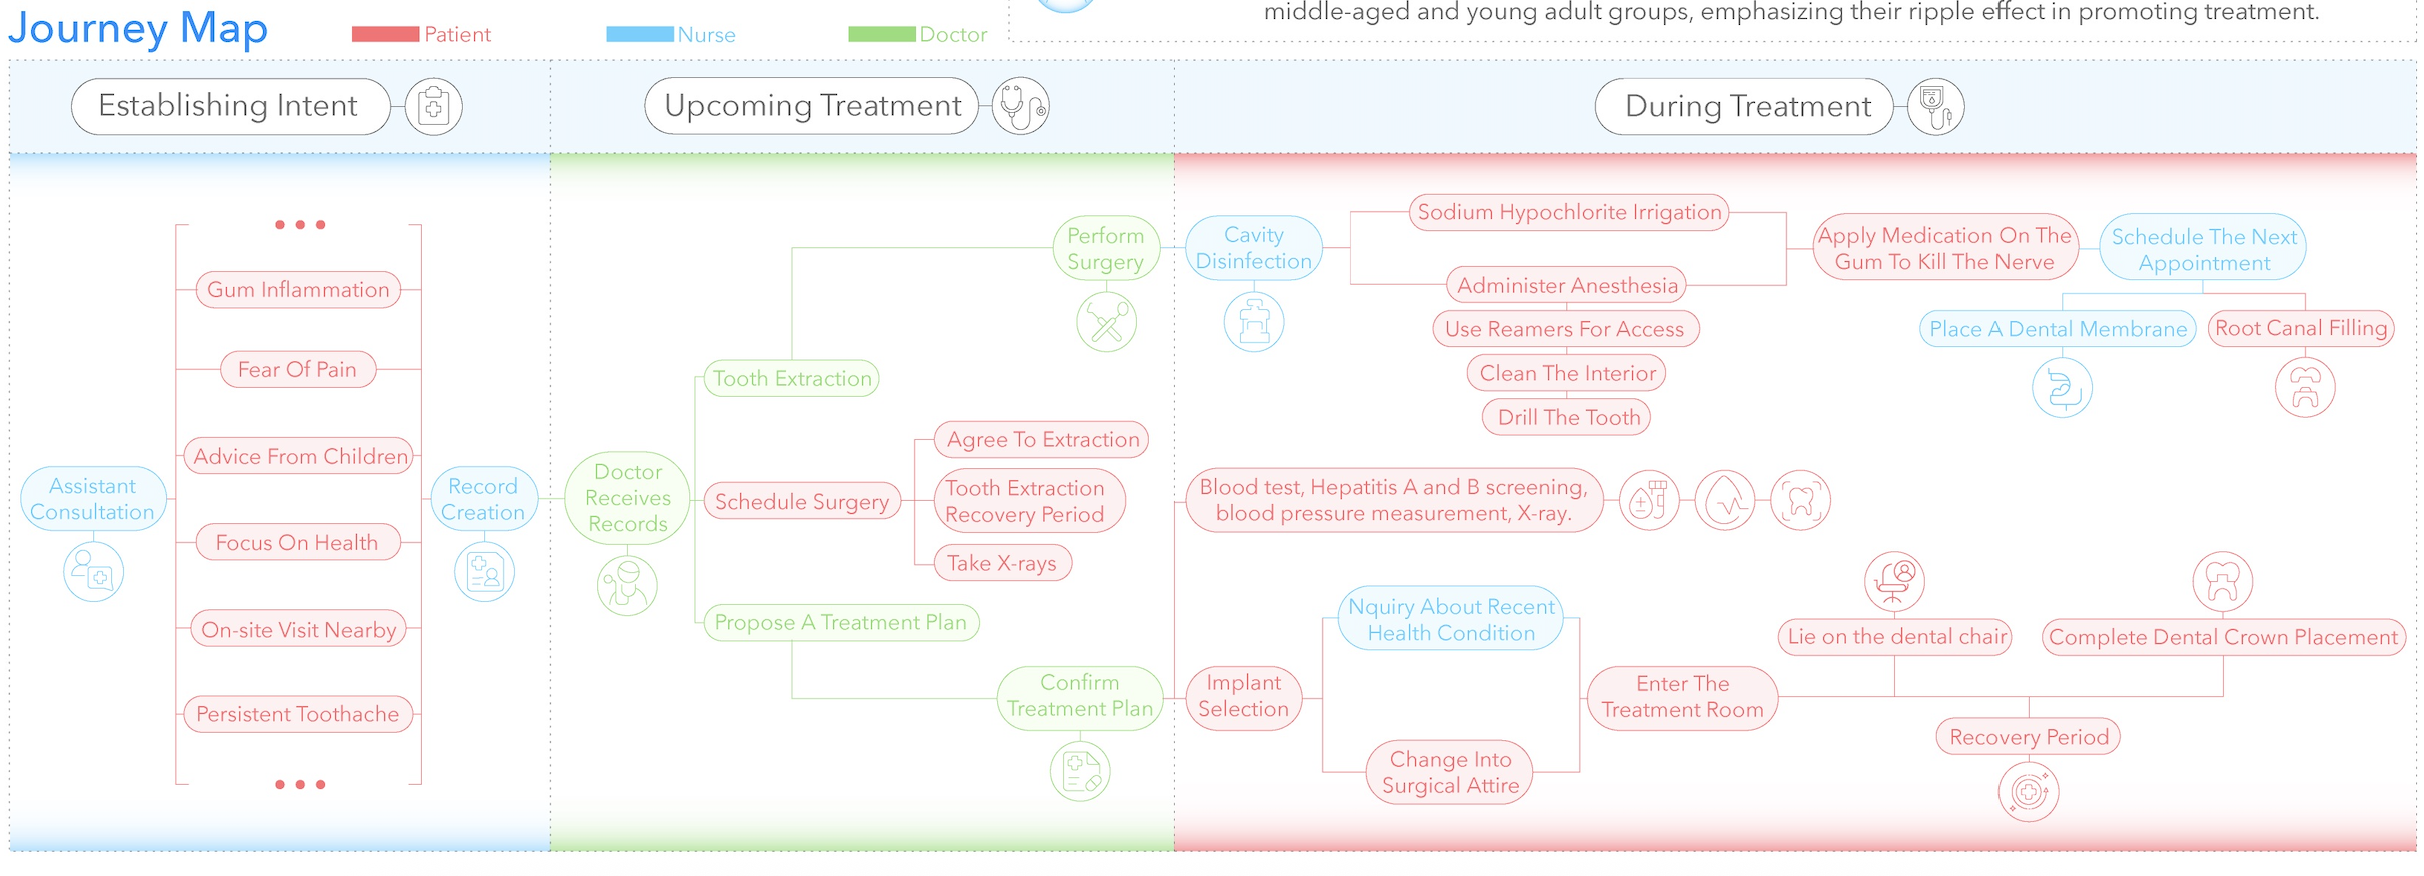 middle-aged and young adult groups, emphasizing their ripple effect in promoting treatment.
Journey Map
Patient
Nurse
Doctor
Establishing Intent
Upcoming Treatment
During Treatment
Assistant
Consultation
Gum Inflammation
Fear Of Pain
Advice From Children
Focus On Health
On-site Visit Nearby
Persistent Toothache
Record
Creation
Doctor
Receives
Records
Tooth Extraction
Perform
Surgery
Schedule Surgery
Agree To Extraction
Tooth Extraction
Recovery Period
Take X-rays
Propose A Treatment Plan
Confirm
Treatment Plan
Cavity
Disinfection
Sodium Hypochlorite Irrigation
Administer Anesthesia
Use Reamers For Access
Clean The Interior
Drill The Tooth
Apply Medication On The
Gum To Kill The Nerve
Schedule The Next
Appointment
Place A Dental Membrane
Root Canal Filling
Blood test, Hepatitis A and B screening,
blood pressure measurement, X-ray.
Implant
Selection
Nquiry About Recent
Health Condition
Change Into
Surgical Attire
Enter The
Treatment Room
Lie on the dental chair
Complete Dental Crown Placement
Recovery Period